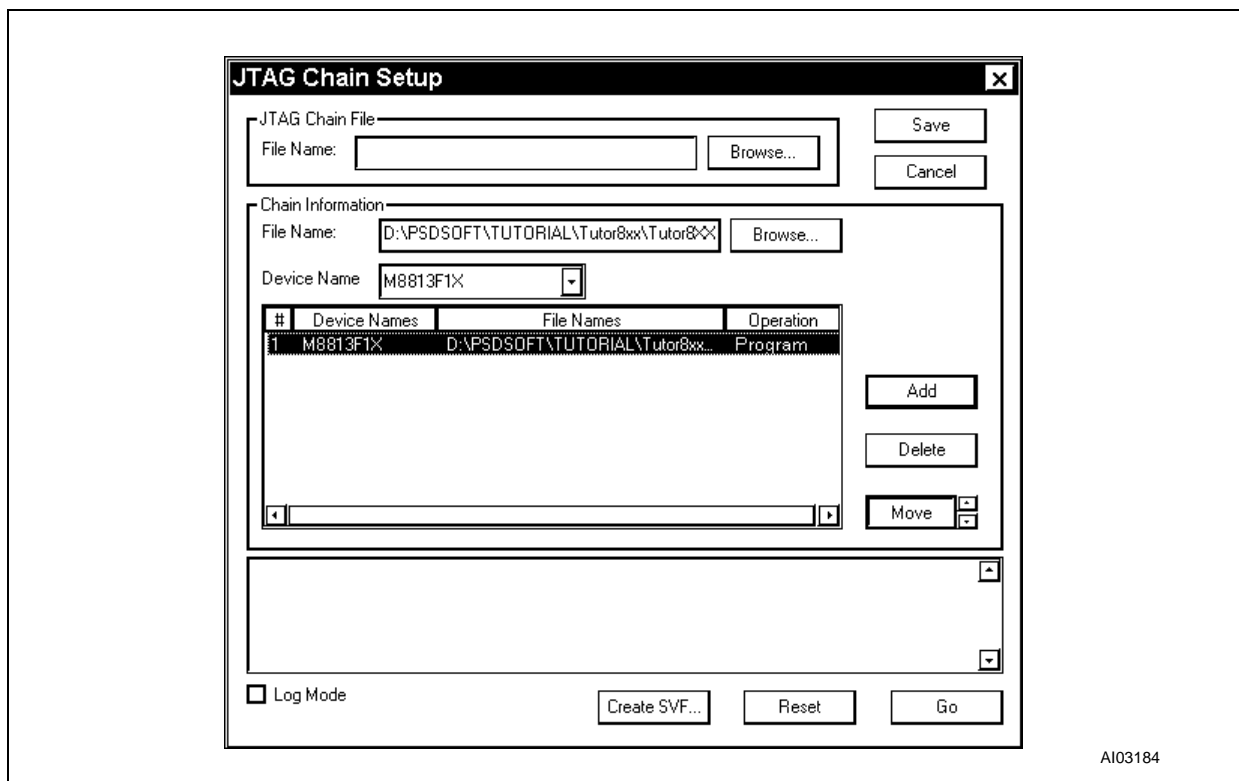 JTAG Chain Setup
JTAG Chain File
File Name:
Browse...
Save
Cancel
Chain Information
File Name: D:\PSDSOFT\TUTORIAL\Tutor8xx\Tutor8XX Browse...
Device Name M8813F1X
# Device Names File Names Operation
1 M8813F1X D:\PSDSOFT\TUTORIAL\Tutor8xx... Program
Add
Delete
Move
Log Mode
Create SVF... Reset Go
AI03184